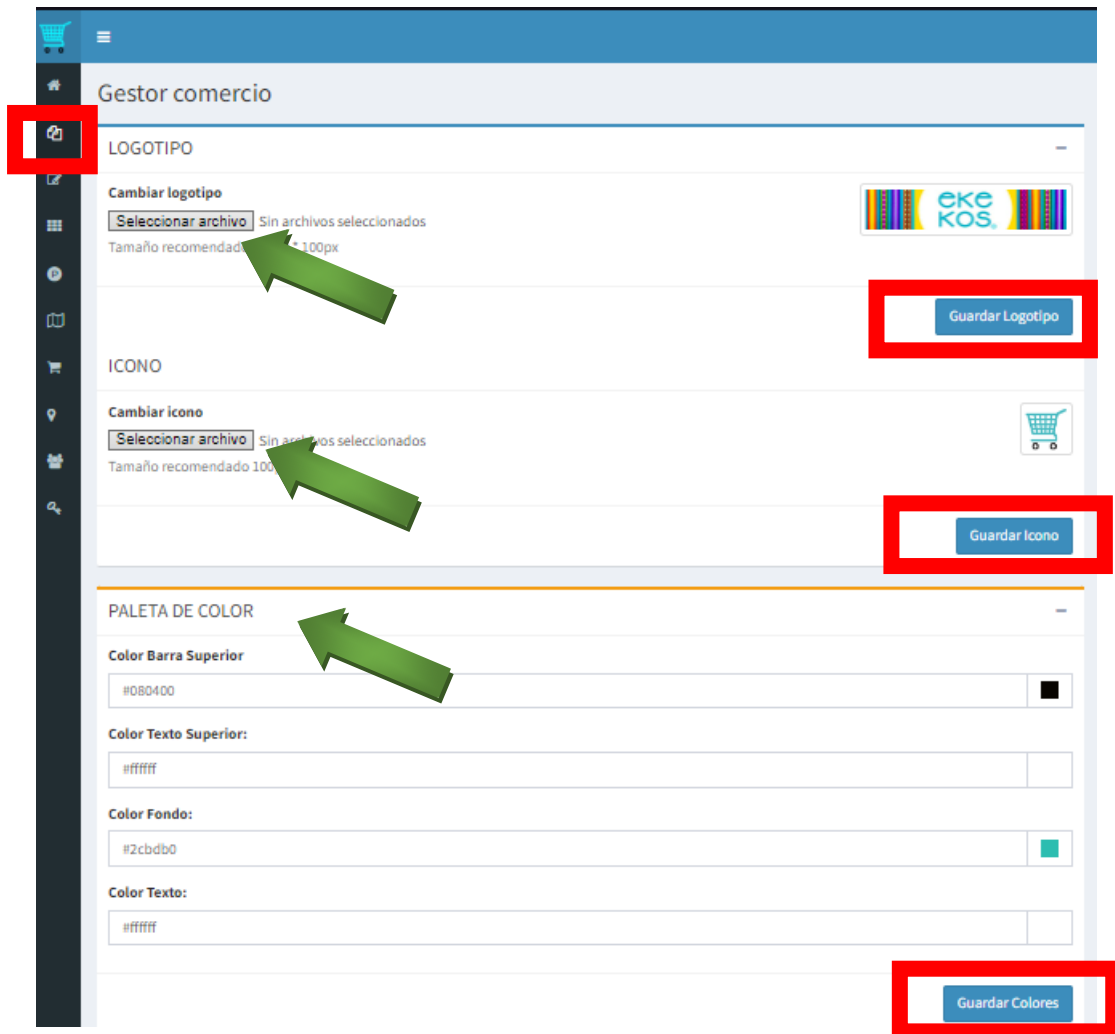 Gestor comercio
LOGOTIPO
Cambiar logotipo
eke
kos.
Seleccionar archivo Sin archivos seleccionados
Tamaño recomendado * 100px
Guardar Logotipo
ICONO
Cambiar icono
Seleccionar archivo Sin archivos seleccionados
Tamaño recomendado 100
Guardar Icono
PALETA DE COLOR
Color Barra Superior
#080400
Color Texto Superior:
#ffffff
Color Fondo:
#2cbdb0
Color Texto:
#ffffff
Guardar Colores